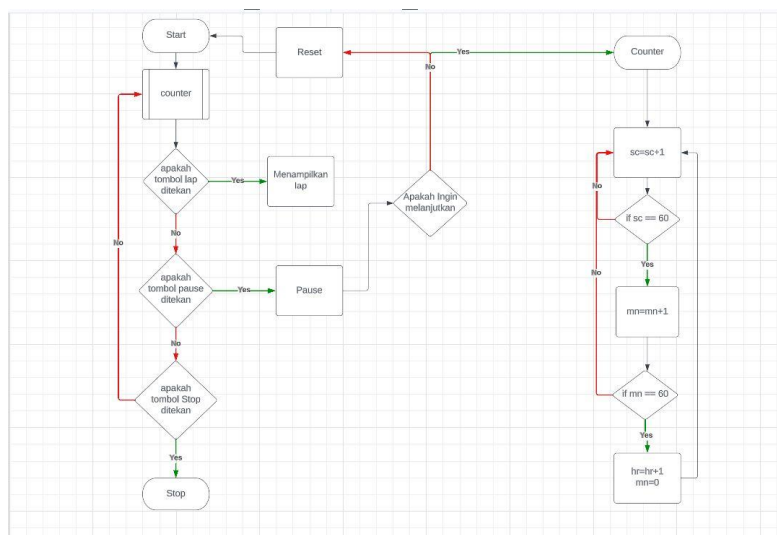 Start
Reset
Yes
Counter
No
counter
sc=sc+1
apakah
tombol lap
ditekan
Yes
Menampilkan
lap
Apakah Ingin
melanjutkan
No
if sc == 60
No
No
Yes
No
apakah
tombol pause
ditekan
Yes
Pause
mn=mn+1
No
apakah
tombol Stop
ditekan
if mn == 60
Yes
Yes
hr=hr+1
mn=0
Stop